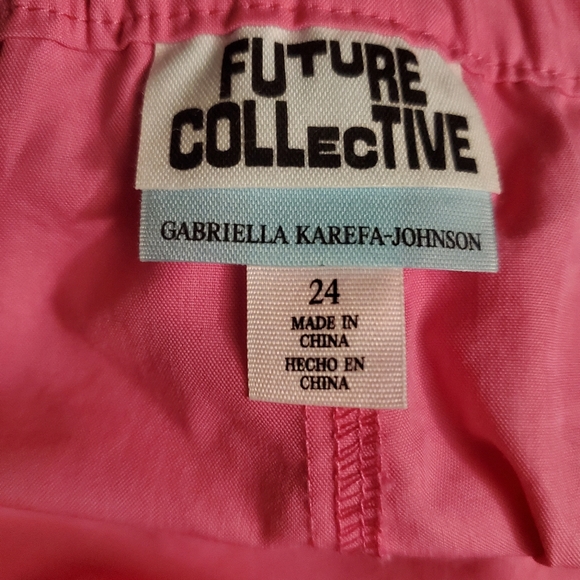 FUTURE
COLLECTIVE
GABRIELLA KAREFA-JOHNSON
24
MADE IN
CHINA
HECHO EN
CHINA